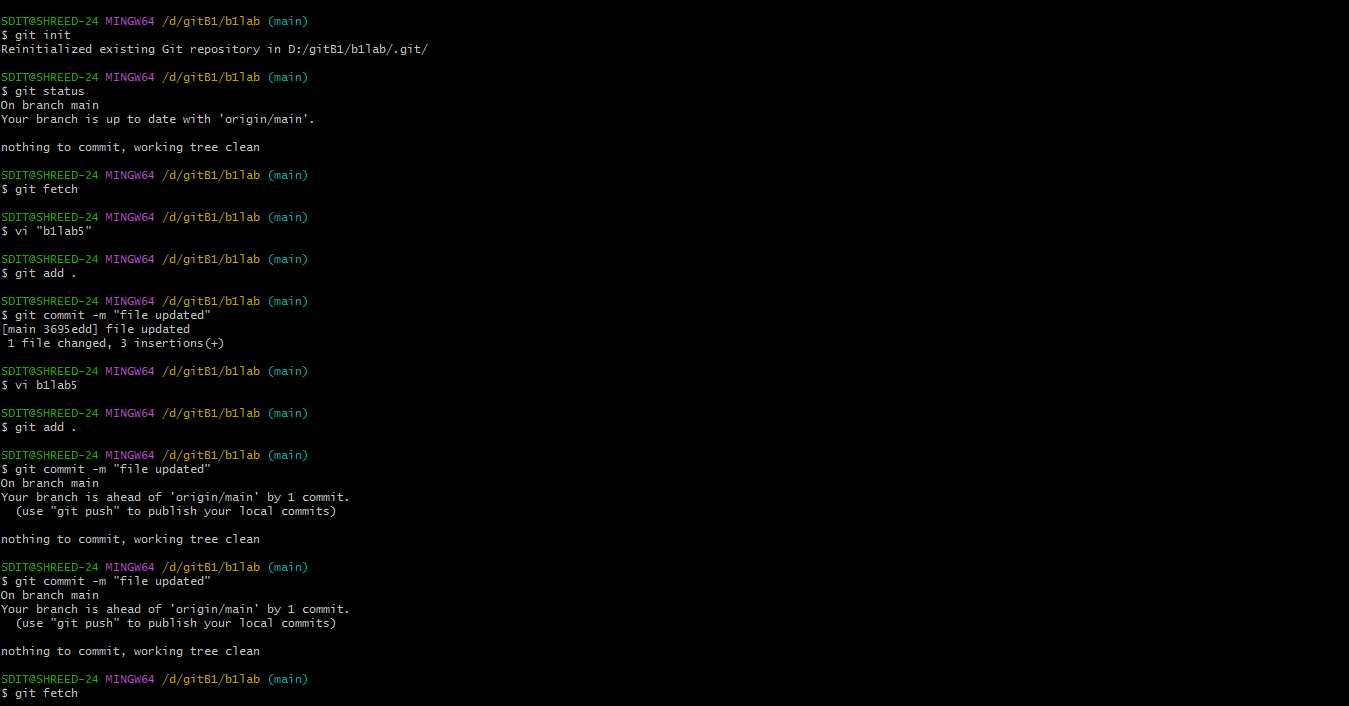 SDIT@SHREED-24 MINGW64 /d/gitB1/b1lab (main)
$ git init
Reinitialized existing Git repository in D:/gitB1/b1lab/.git/

SDIT@SHREED-24 MINGW64 /d/gitB1/b1lab (main)
$ git status
On branch main
Your branch is up to date with 'origin/main'.

nothing to commit, working tree clean

SDIT@SHREED-24 MINGW64 /d/gitB1/b1lab (main)
$ git fetch

SDIT@SHREED-24 MINGW64 /d/gitB1/b1lab (main)
$ vi "b1lab5"

SDIT@SHREED-24 MINGW64 /d/gitB1/b1lab (main)
$ git add .

SDIT@SHREED-24 MINGW64 /d/gitB1/b1lab (main)
$ git commit -m "file updated"
[main 3695edd] file updated
 1 file changed, 3 insertions(+)

SDIT@SHREED-24 MINGW64 /d/gitB1/b1lab (main)
$ vi b1lab5

SDIT@SHREED-24 MINGW64 /d/gitB1/b1lab (main)
$ git add .

SDIT@SHREED-24 MINGW64 /d/gitB1/b1lab (main)
$ git commit -m "file updated"
On branch main
Your branch is ahead of 'origin/main' by 1 commit.
  (use "git push" to publish your local commits)

nothing to commit, working tree clean

SDIT@SHREED-24 MINGW64 /d/gitB1/b1lab (main)
$ git commit -m "file updated"
On branch main
Your branch is ahead of 'origin/main' by 1 commit.
  (use "git push" to publish your local commits)

nothing to commit, working tree clean

SDIT@SHREED-24 MINGW64 /d/gitB1/b1lab (main)
$ git fetch